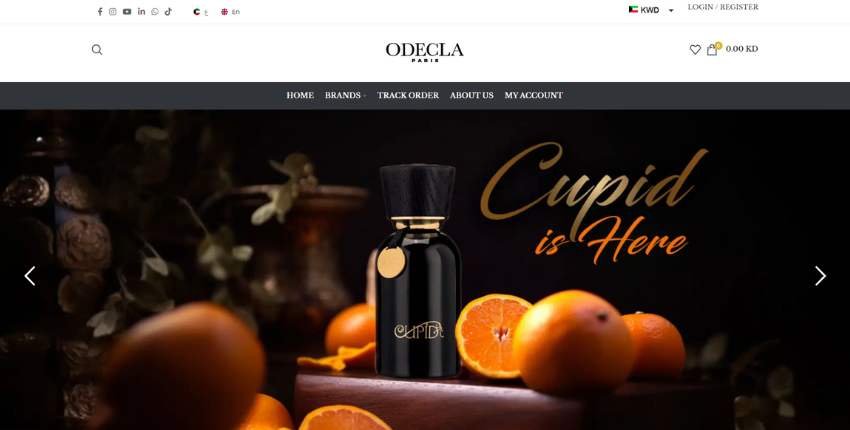 ع
En
KWD
LOGIN / REGISTER
ODECLA
PARIS
0
0.00 KD
HOME BRANDS TRACK ORDER ABOUT US MY ACCOUNT
Cupid
is Here
CUPID